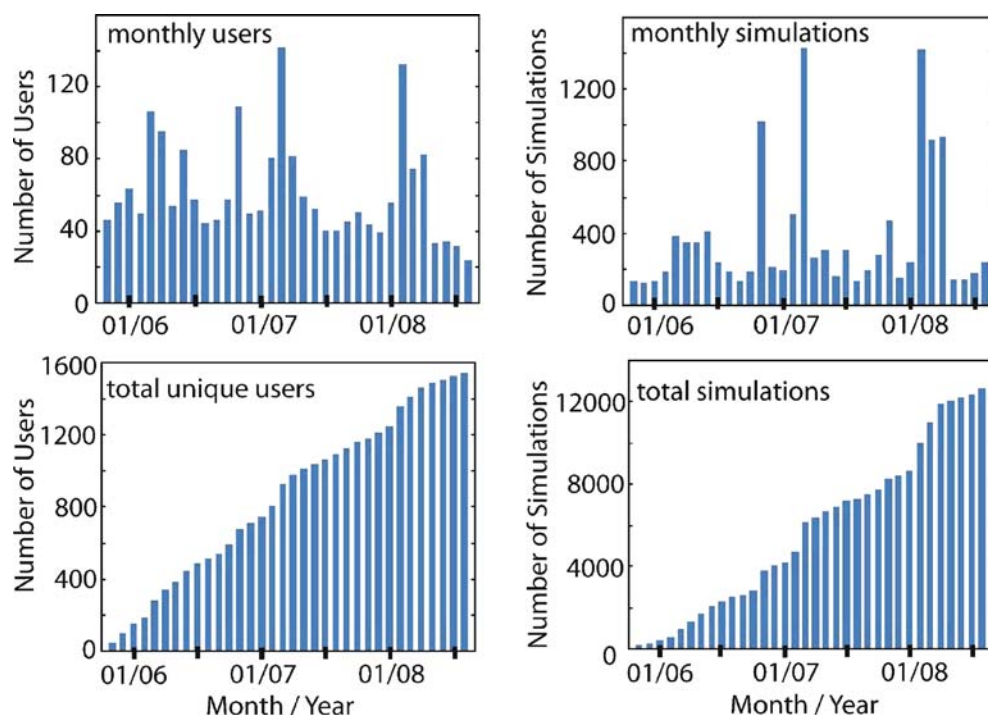 monthly users
Number of Users
120
80
40
0
01/06
01/07
01/08
monthly simulations
Number of Simulations
1200
800
400
0
01/06
01/07
01/08
total unique users
Number of Users
1600
1200
800
400
0
01/06
01/07
01/08
Month / Year
total simulations
Number of Simulations
12000
8000
4000
0
01/06
01/07
01/08
Month / Year